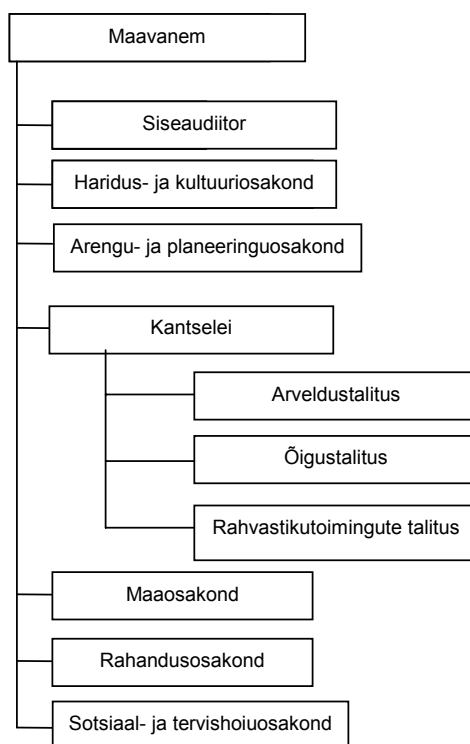 Maavanem
Siseaudiitor
Haridus- ja kultuuriosakond
Arengu- ja planeeringuosakond
Kantselei
Arveldustalitus
Õigustalitus
Rahvastikutoimingute talitus
Maaosakond
Rahandusosakond
Sotsiaal- ja tervishoiuosakond